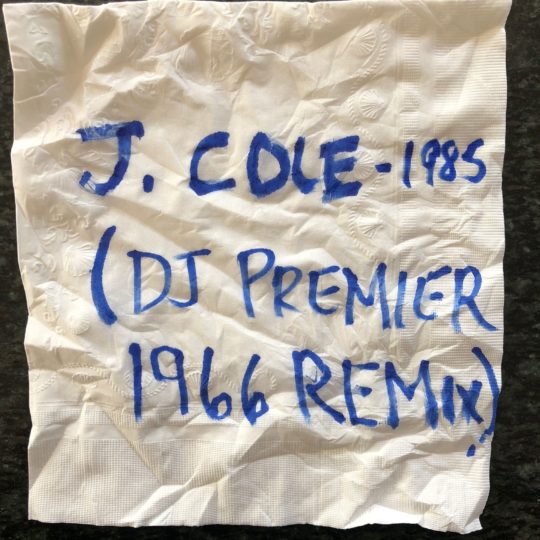 J. COLE - 1985
(DJ PREMIER
1966 REMIX)